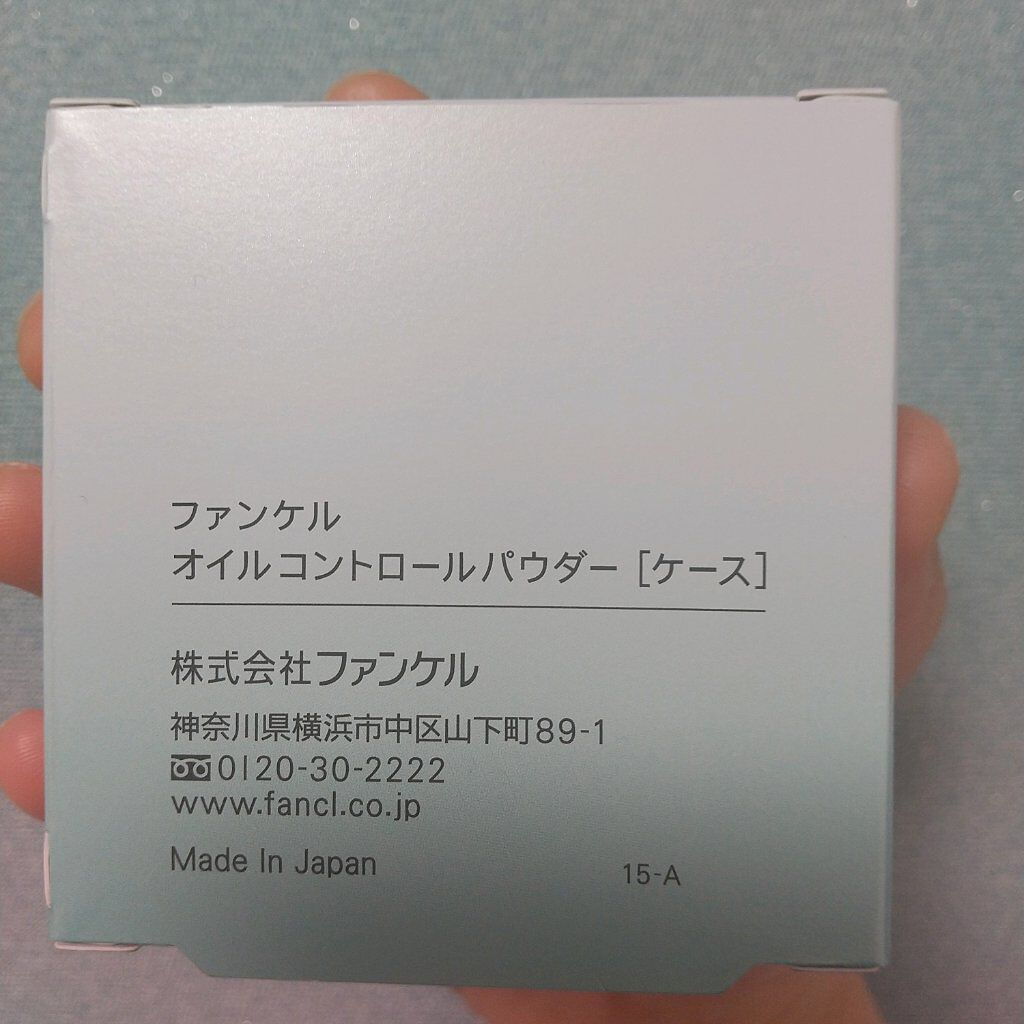 ファンケル
オイルコントロールパウダー［ケース］
株式会社ファンケル
神奈川県横浜市中区山下町89-1
0120-30-2222
www.fancl.co.jp
Made In Japan
15-A